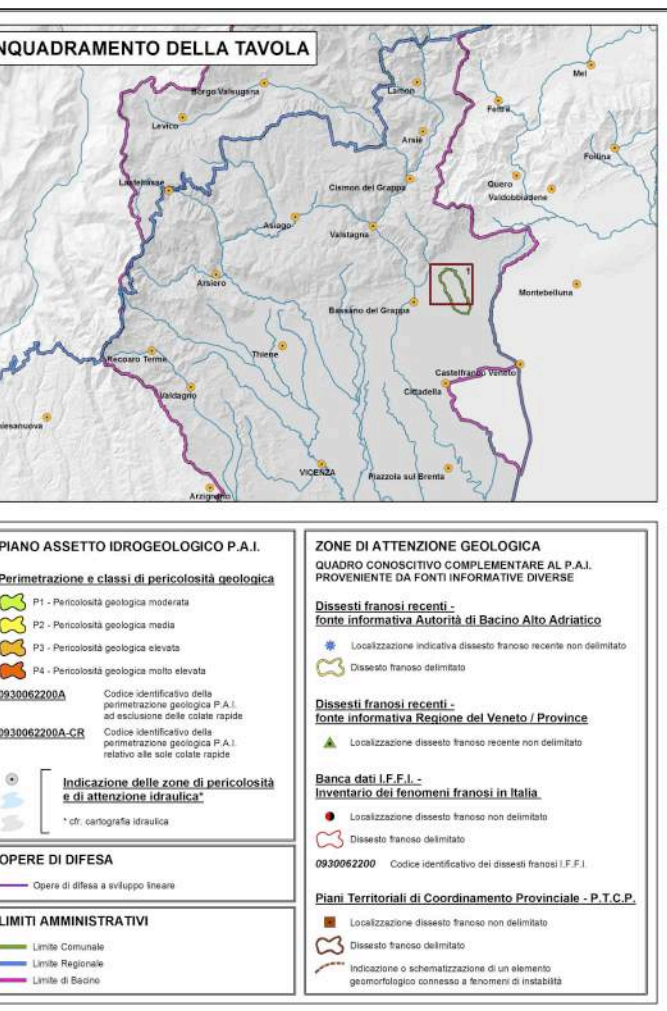 NQUADRAMENTO DELLA TAVOLA
Borgo Valsugana
Levico
Lamon
Mel
Feltre
Arsiè
Follina
Lastebasse
Cismon del Grappa
Quero
Valdobbiadene
Asiago
Valstagna
Arsiero
1
Montebelluna
Bassano del Grappa
Recoaro Terme
Thiene
Castelfranco Veneto
Valdagno
Cittadella
iesanuova
VICENZA
Piazzola sul Brenta
Arzignano
PIANO ASSETTO IDROGEOLOGICO P.A.I.
Perimetrazione e classi di pericolosità geologica
P1 - Pericolosità geologica moderata
P2 - Pericolosità geologica media
P3 - Pericolosità geologica elevata
P4 - Pericolosità geologica molto elevata
0930062200A Codice identificativo della
perimetrazione geologica P.A.I.
ad esclusione delle colate rapide
0930062200A-CR Codice identificativo della
perimetrazione geologica P.A.I.
relativo alle sole colate rapide
Indicazione delle zone di pericolosità
e di attenzione idraulica*
* cfr. cartografia idraulica
OPERE DI DIFESA
Opere di difesa a sviluppo lineare
LIMITI AMMINISTRATIVI
Limite Comunale
Limite Regionale
Limite di Bacino
ZONE DI ATTENZIONE GEOLOGICA
QUADRO CONOSCITIVO COMPLEMENTARE AL P.A.I.
PROVENIENTE DA FONTI INFORMATIVE DIVERSE
Dissesti franosi recenti -
fonte informativa Autorità di Bacino Alto Adriatico
Localizzazione indicativa dissesto franoso recente non delimitato
Dissesto franoso delimitato
Dissesti franosi recenti -
fonte informativa Regione del Veneto / Province
Localizzazione dissesto franoso recente non delimitato
Banca dati I.F.F.I. -
Inventario dei fenomeni franosi in Italia
Localizzazione dissesto franoso non delimitato
Dissesto franoso delimitato
0930062200 Codice identificativo dei dissesti franosi I.F.F.I.
Piani Territoriali di Coordinamento Provinciale - P.T.C.P.
Localizzazione dissesto franoso non delimitato
Dissesto franoso delimitato
Indicazione o schematizzazione di un elemento
geomorfologico connesso a fenomeni di instabilità